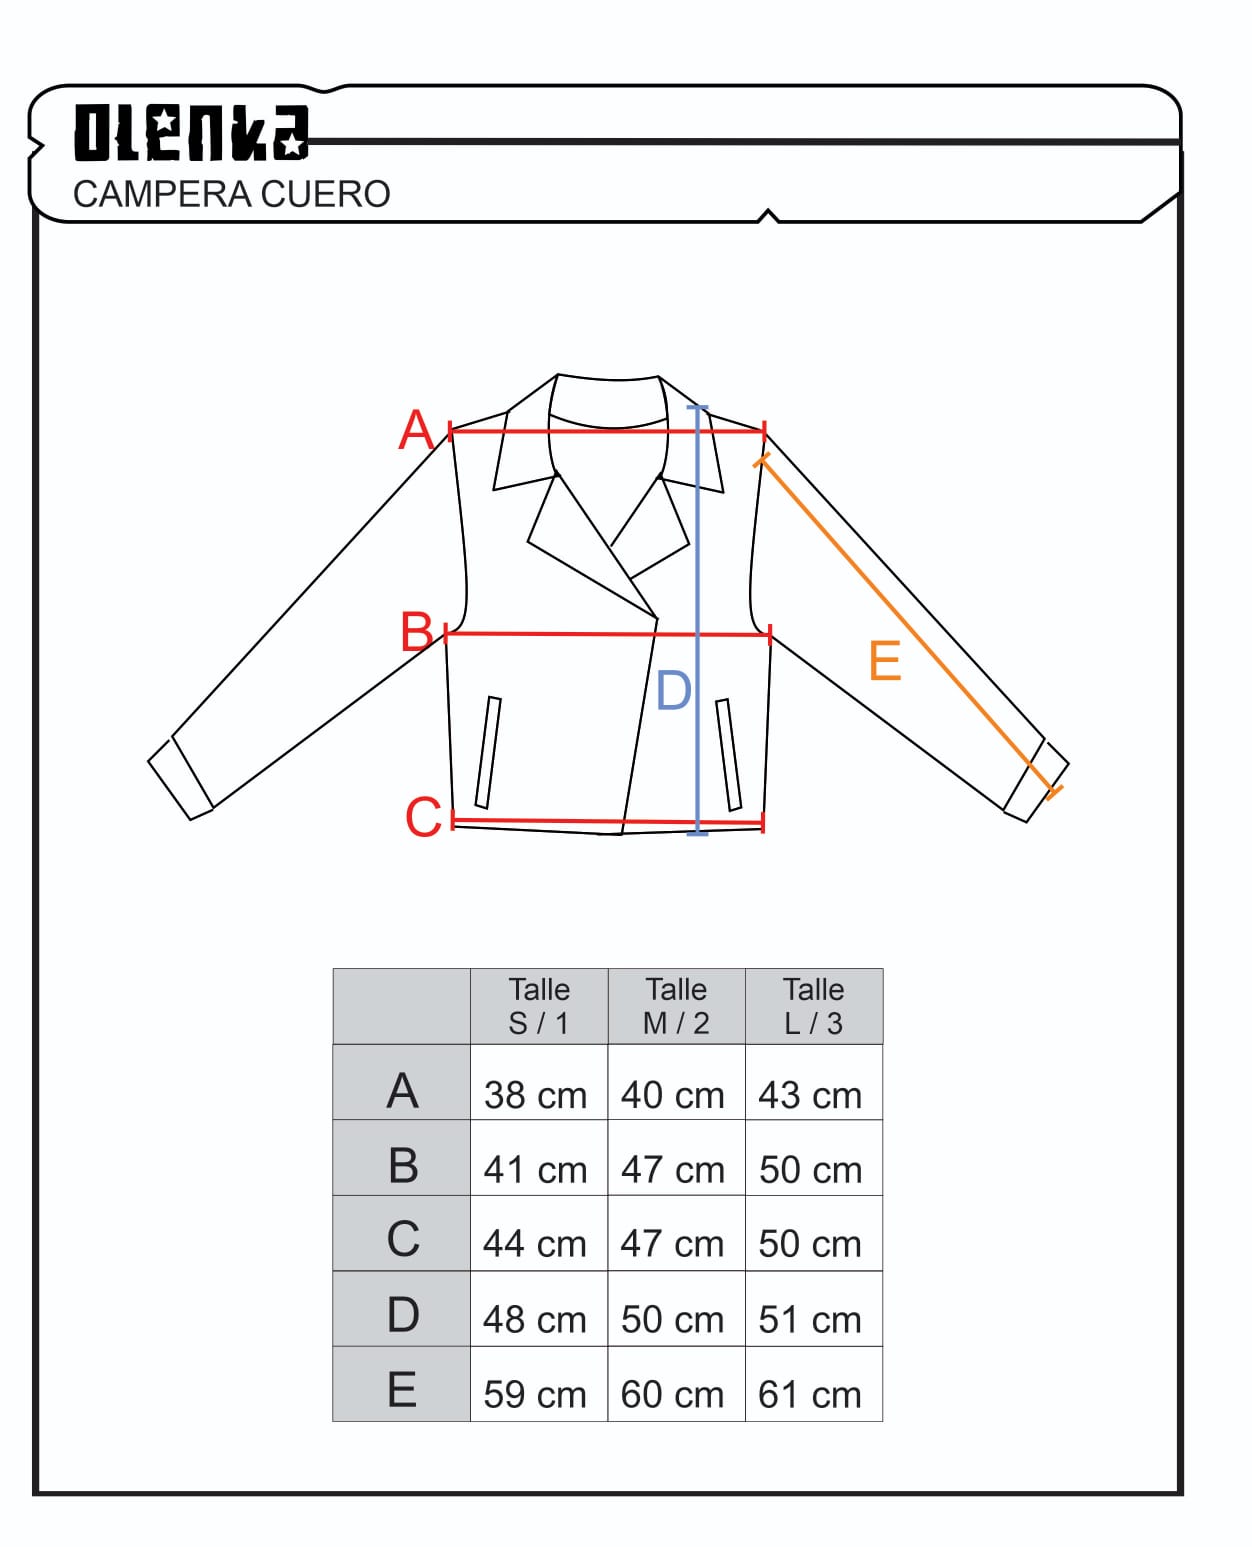 Olenka
CAMPERA CUERO
A
B
C
D
E
Talle S / 1 Talle M / 2 Talle L / 3
A 38 cm 40 cm 43 cm
B 41 cm 47 cm 50 cm
C 44 cm 47 cm 50 cm
D 48 cm 50 cm 51 cm
E 59 cm 60 cm 61 cm